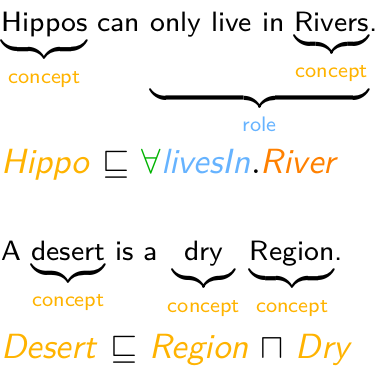 Hippos can only live in Rivers.
concept concept
role
Hippo ⊑ ∀livesIn.River
A desert is a dry Region.
concept concept concept
Desert ⊑ Region ⊓ Dry